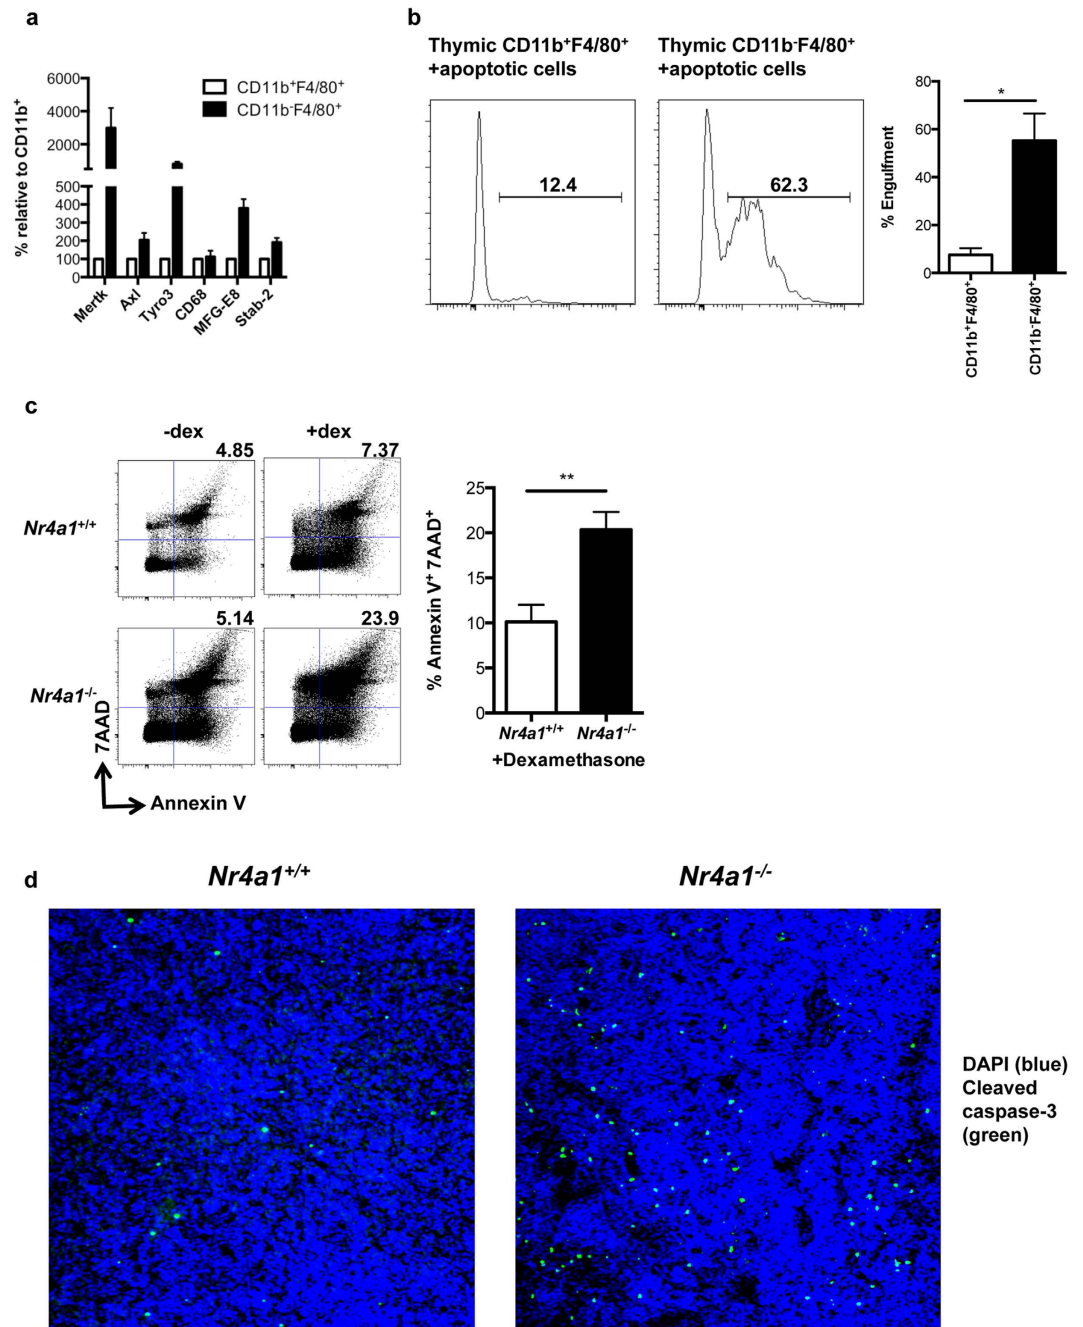 a
6000
4000
2000
500
400
300
200
100
0
% relative to CD11b⁺
CD11b⁺F4/80⁺
CD11b⁻F4/80⁺
Mertk
Axl
Tyro3
CD68
MFG-E8
Stab-2
b
Thymic CD11b⁺F4/80⁺
+apoptotic cells
12.4
Thymic CD11b⁻F4/80⁺
+apoptotic cells
62.3
80
60
40
20
0
% Engulfment
*
CD11b⁺F4/80⁺
CD11b⁻F4/80⁺
c
-dex
+dex
4.85
7.37
Nr4a1⁺/⁺
5.14
23.9
Nr4a1⁻/⁻
7AAD
Annexin V
25
20
15
10
5
0
% Annexin V⁺ 7AAD⁺
**
Nr4a1⁺/⁺
Nr4a1⁻/⁻
+Dexamethasone
d
Nr4a1⁺/⁺
Nr4a1⁻/⁻
DAPI (blue)
Cleaved
caspase-3
(green)